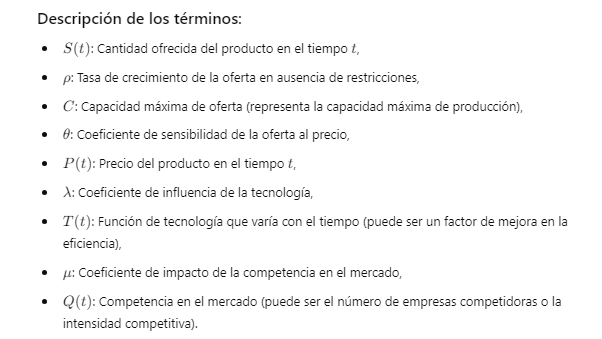 Descripción de los términos:
• S(t): Cantidad ofrecida del producto en el tiempo t,
• ρ: Tasa de crecimiento de la oferta en ausencia de restricciones,
• C: Capacidad máxima de oferta (representa la capacidad máxima de producción),
• θ: Coeficiente de sensibilidad de la oferta al precio,
• P(t): Precio del producto en el tiempo t,
• λ: Coeficiente de influencia de la tecnología,
• T(t): Función de tecnología que varía con el tiempo (puede ser un factor de mejora en la
eficiencia),
• μ: Coeficiente de impacto de la competencia en el mercado,
• Q(t): Competencia en el mercado (puede ser el número de empresas competidoras o la
intensidad competitiva).